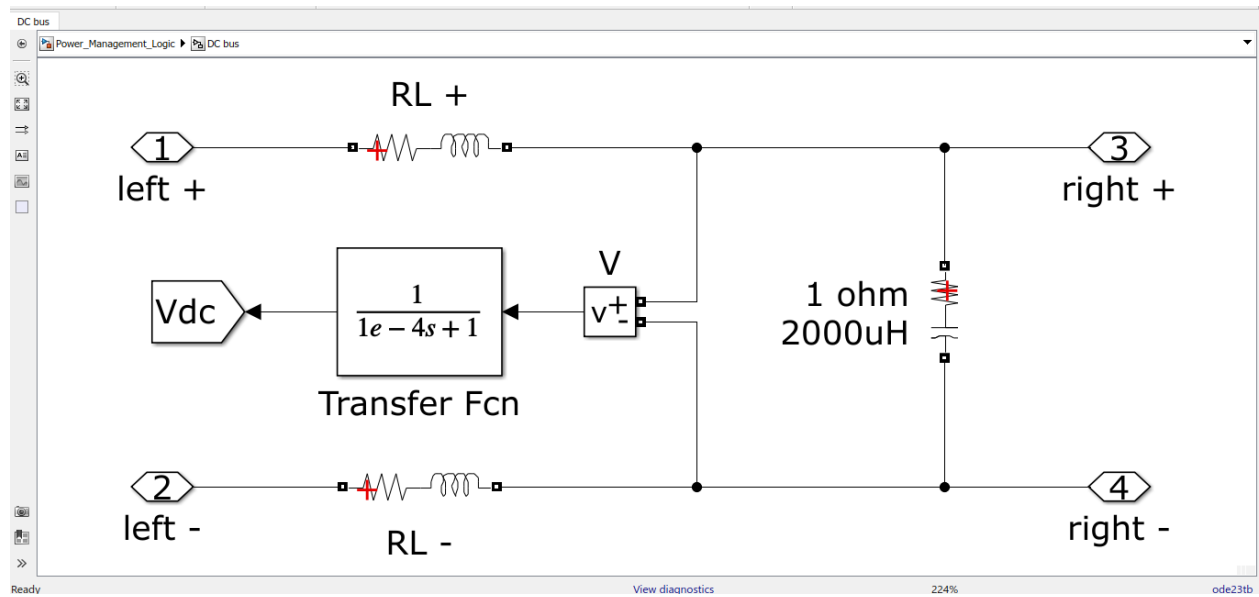 DC bus
Power_Management_Logic DC bus
RL +
1
left +
3
right +
V
Vdc
1
1e − 4s + 1
v + -
1 ohm
2000uH
Transfer Fcn
2
left -
RL -
4
right -
Ready View diagnostics 224% ode23tb